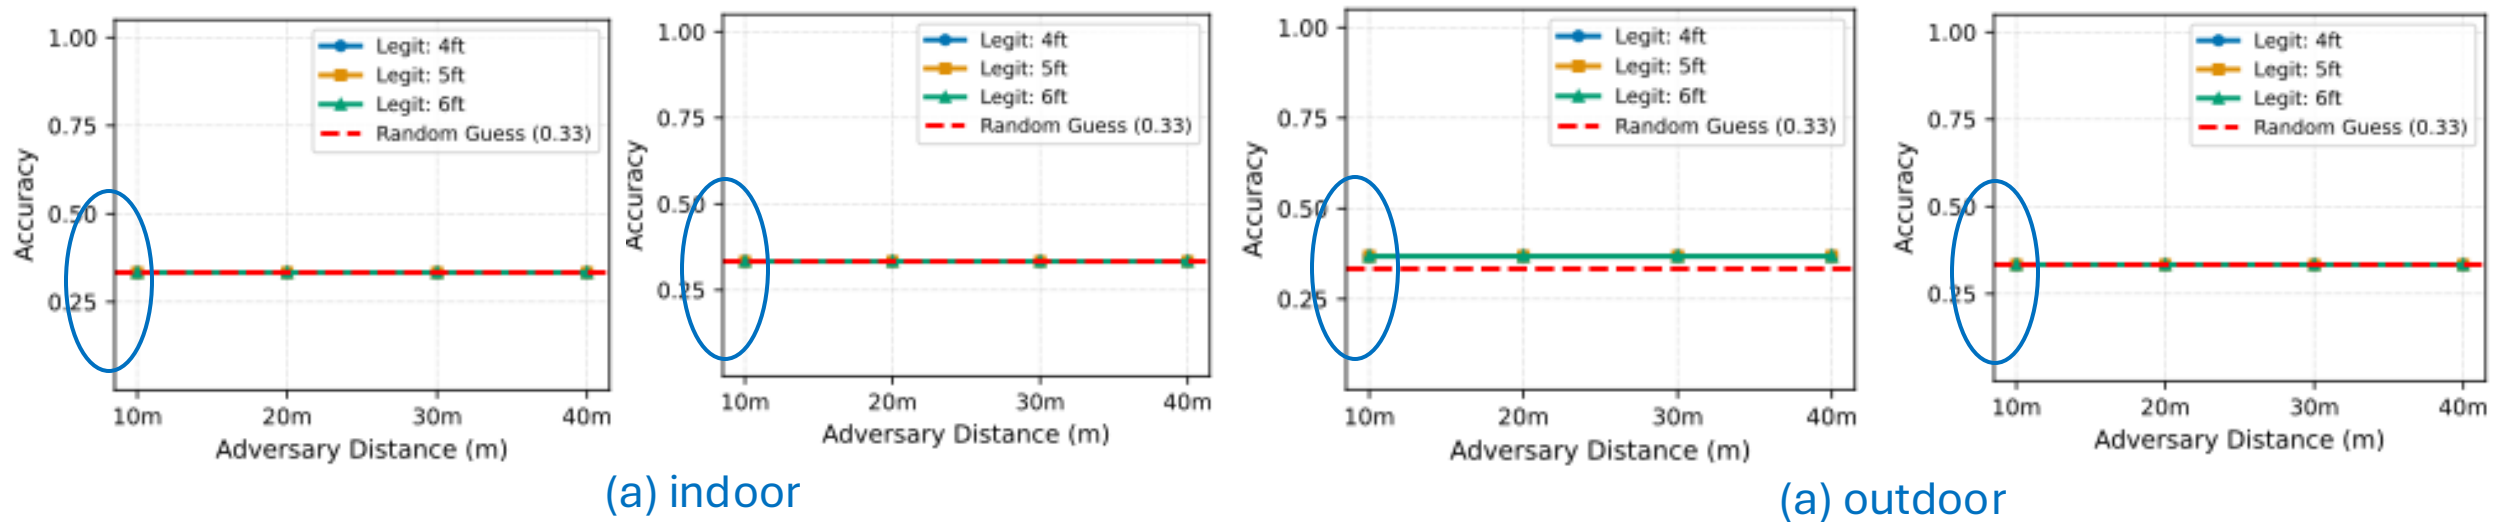 1.00
0.75
0.50
0.25
Accuracy
Legit: 4ft
Legit: 5ft
Legit: 6ft
Random Guess (0.33)
10m 20m 30m 40m
Adversary Distance (m)
1.00
0.75
0.50
0.25
Accuracy
Legit: 4ft
Legit: 5ft
Legit: 6ft
Random Guess (0.33)
10m 20m 30m 40m
Adversary Distance (m)
(a) indoor
1.00
0.75
0.50
0.25
Accuracy
Legit: 4ft
Legit: 5ft
Legit: 6ft
Random Guess (0.33)
10m 20m 30m 40m
Adversary Distance (m)
1.00
0.75
0.50
0.25
Accuracy
Legit: 4ft
Legit: 5ft
Legit: 6ft
Random Guess (0.33)
10m 20m 30m 40m
Adversary Distance (m)
(a) outdoor